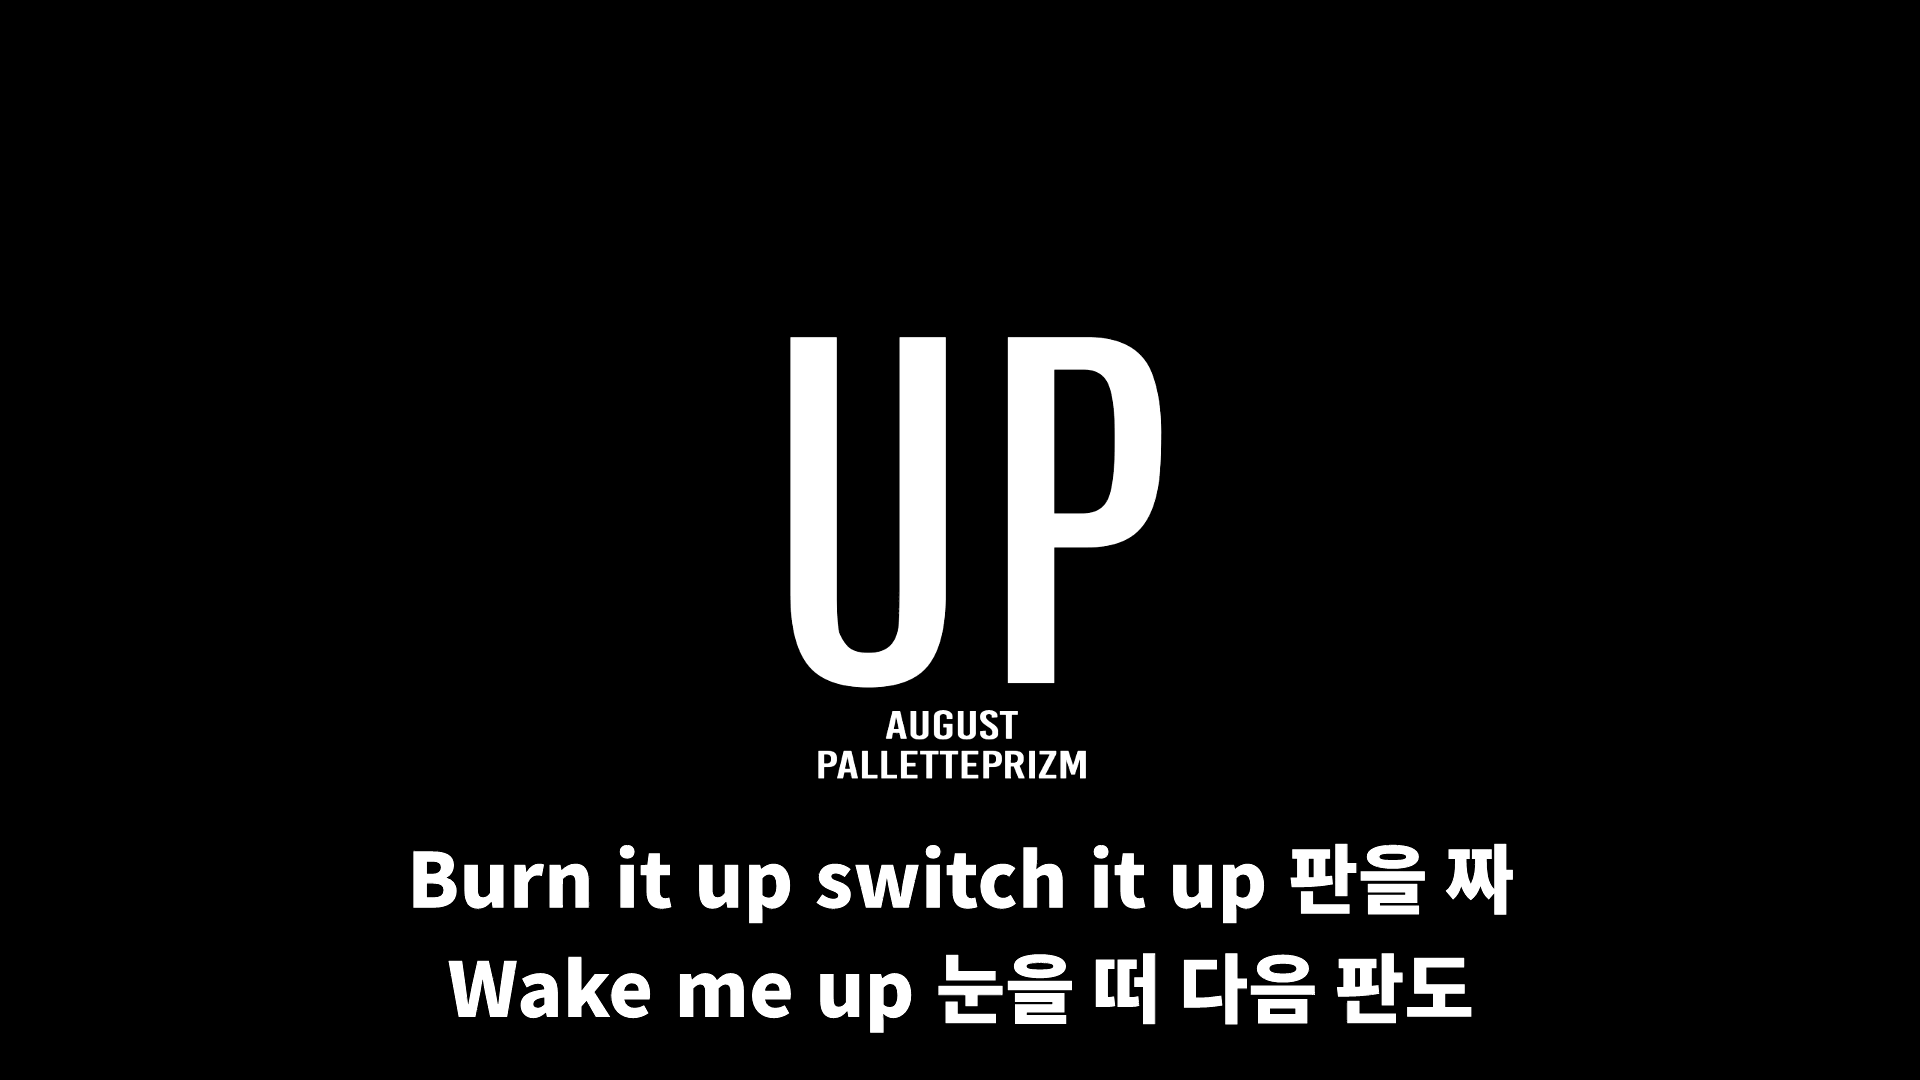 UP
AUGUST
PALLETTEPRIZM
Burn it up switch it up 판을 짜
Wake me up 눈을 떠 다음 판도